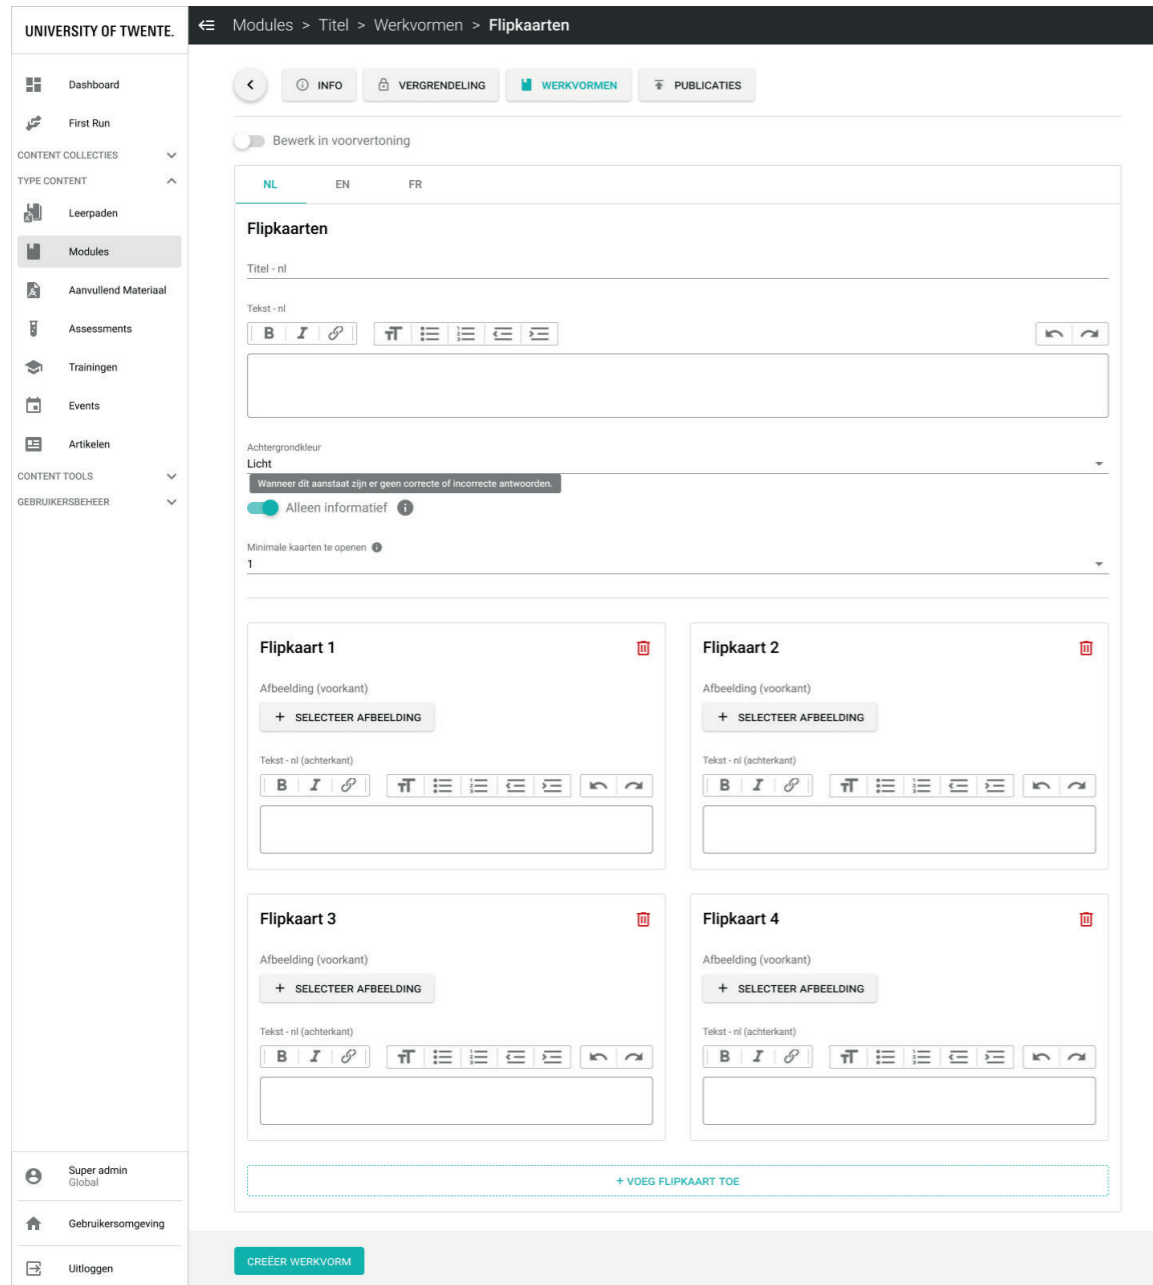 UNIVERSITY OF TWENTE.
Modules > Titel > Werkvormen > Flipkaarten
Dashboard
First Run
CONTENT COLLECTIES
TYPE CONTENT
Leerpaden
Modules
Aanvullend Materiaal
Assessments
Trainingen
Events
Artikelen
CONTENT TOOLS
GEBRUIKERSBEHEER
Super admin
Global
Gebruikersomgeving
Uitloggen
INFO
VERGRENDELING
WERKVORMEN
PUBLICATIES
Bewerk in voorvertoning
NL EN FR
Flipkaarten
Titel - nl
Tekst - nl
Achtergrondkleur
Licht
Wanneer dit aanstaat zijn er geen correcte of incorrecte antwoorden.
Alleen informatief
Minimale kaarten te openen
1
Flipkaart 1
Afbeelding (voorkant)
+ SELECTEER AFBEELDING
Tekst - nl (achterkant)
Flipkaart 2
Afbeelding (voorkant)
+ SELECTEER AFBEELDING
Tekst - nl (achterkant)
Flipkaart 3
Afbeelding (voorkant)
+ SELECTEER AFBEELDING
Tekst - nl (achterkant)
Flipkaart 4
Afbeelding (voorkant)
+ SELECTEER AFBEELDING
Tekst - nl (achterkant)
+ VOEG FLIPKAART TOE
CREËER WERKVORM